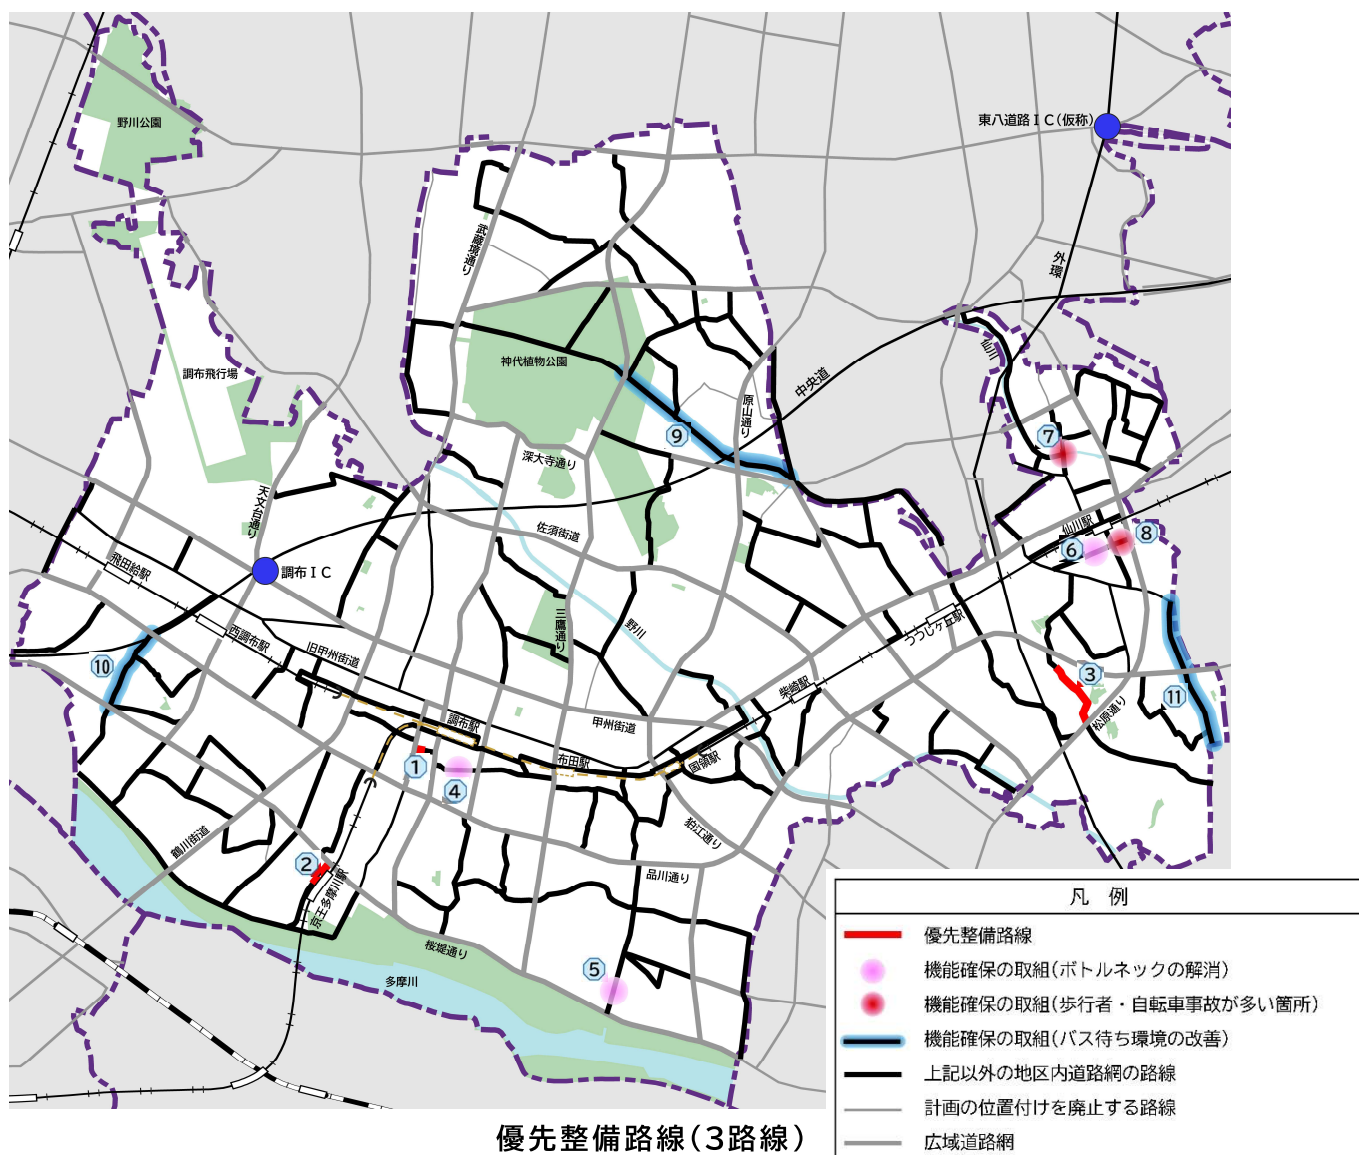 野川公園
東八道路ＩＣ(仮称)
武蔵境通り
外環
仙川
調布飛行場
神代植物公園
中央道
原山通り
⑨
⑦
深大寺通り
天文台通り
佐須街道
仙川駅
⑧
⑥
飛田給駅
調布ＩＣ
三鷹通り
野川
つつじヶ丘駅
西調布駅
旧甲州街道
⑩
柴崎駅
③
⑪
松原通り
調布駅
甲州街道
布田駅
国領駅
①
④
狛江通り
鶴川街道
②
京王多摩川駅
品川通り
桜堤通り
多摩川
⑤
凡　例
優先整備路線
機能確保の取組(ボトルネックの解消)
機能確保の取組(歩行者・自転車事故が多い箇所)
機能確保の取組(バス待ち環境の改善)
上記以外の地区内道路網の路線
計画の位置付けを廃止する路線
広域道路網
優先整備路線(３路線)